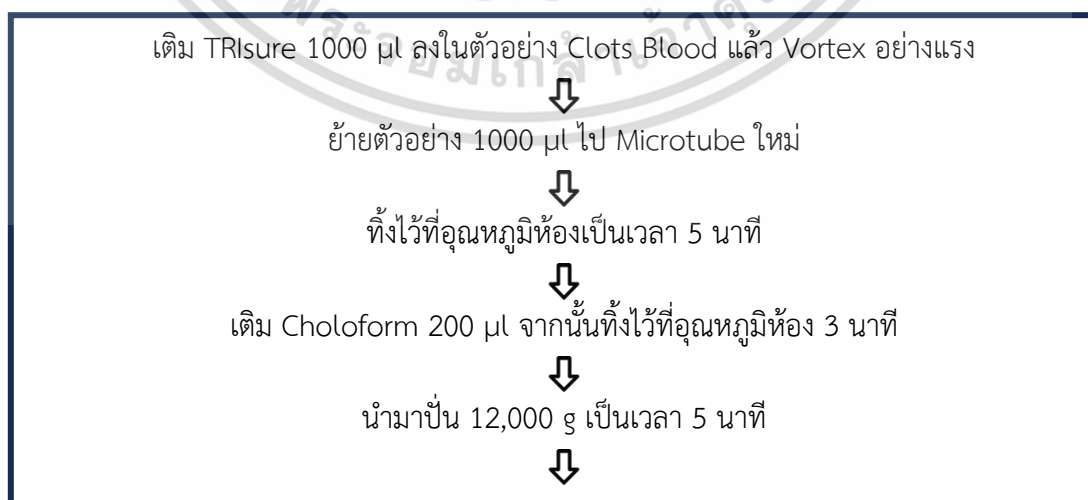 เติม TRIsure 1000 µl ลงในตัวอย่าง Clots Blood แล้ว Vortex อย่างแรง
ย้ายตัวอย่าง 1000 µl ไป Microtube ใหม่
ทิ้งไว้ที่อุณหภูมิห้องเป็นเวลา 5 นาที
เติม Choloform 200 µl จากนั้นทิ้งไว้ที่อุณหภูมิห้อง 3 นาที
นำมาปั่น 12,000 g เป็นเวลา 5 นาที